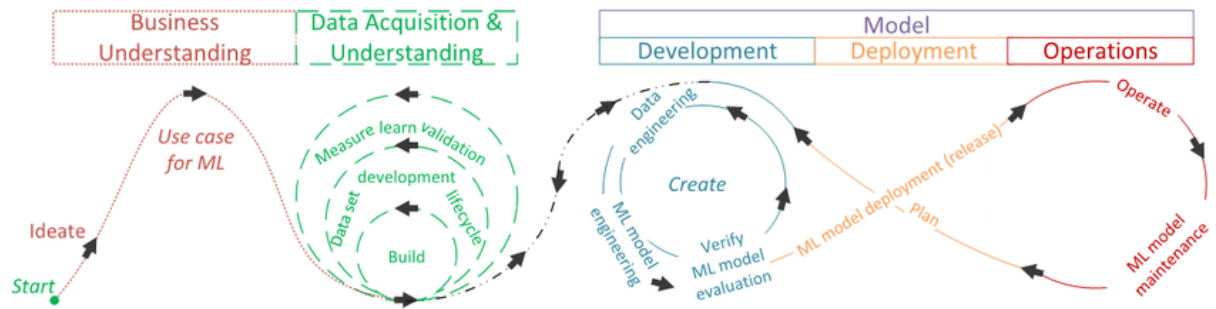 Business
Understanding
Data Acquisition &
Understanding
Model
Development
Deployment
Operations
Start
Ideate
Use case
for ML
Measure learn validation
Data set
development
lifecycle
Build
Data
engineering
Create
ML model
engineering
Verify
ML model
evaluation
ML model deployment (release)
Plan
Operate
ML model
maintenance